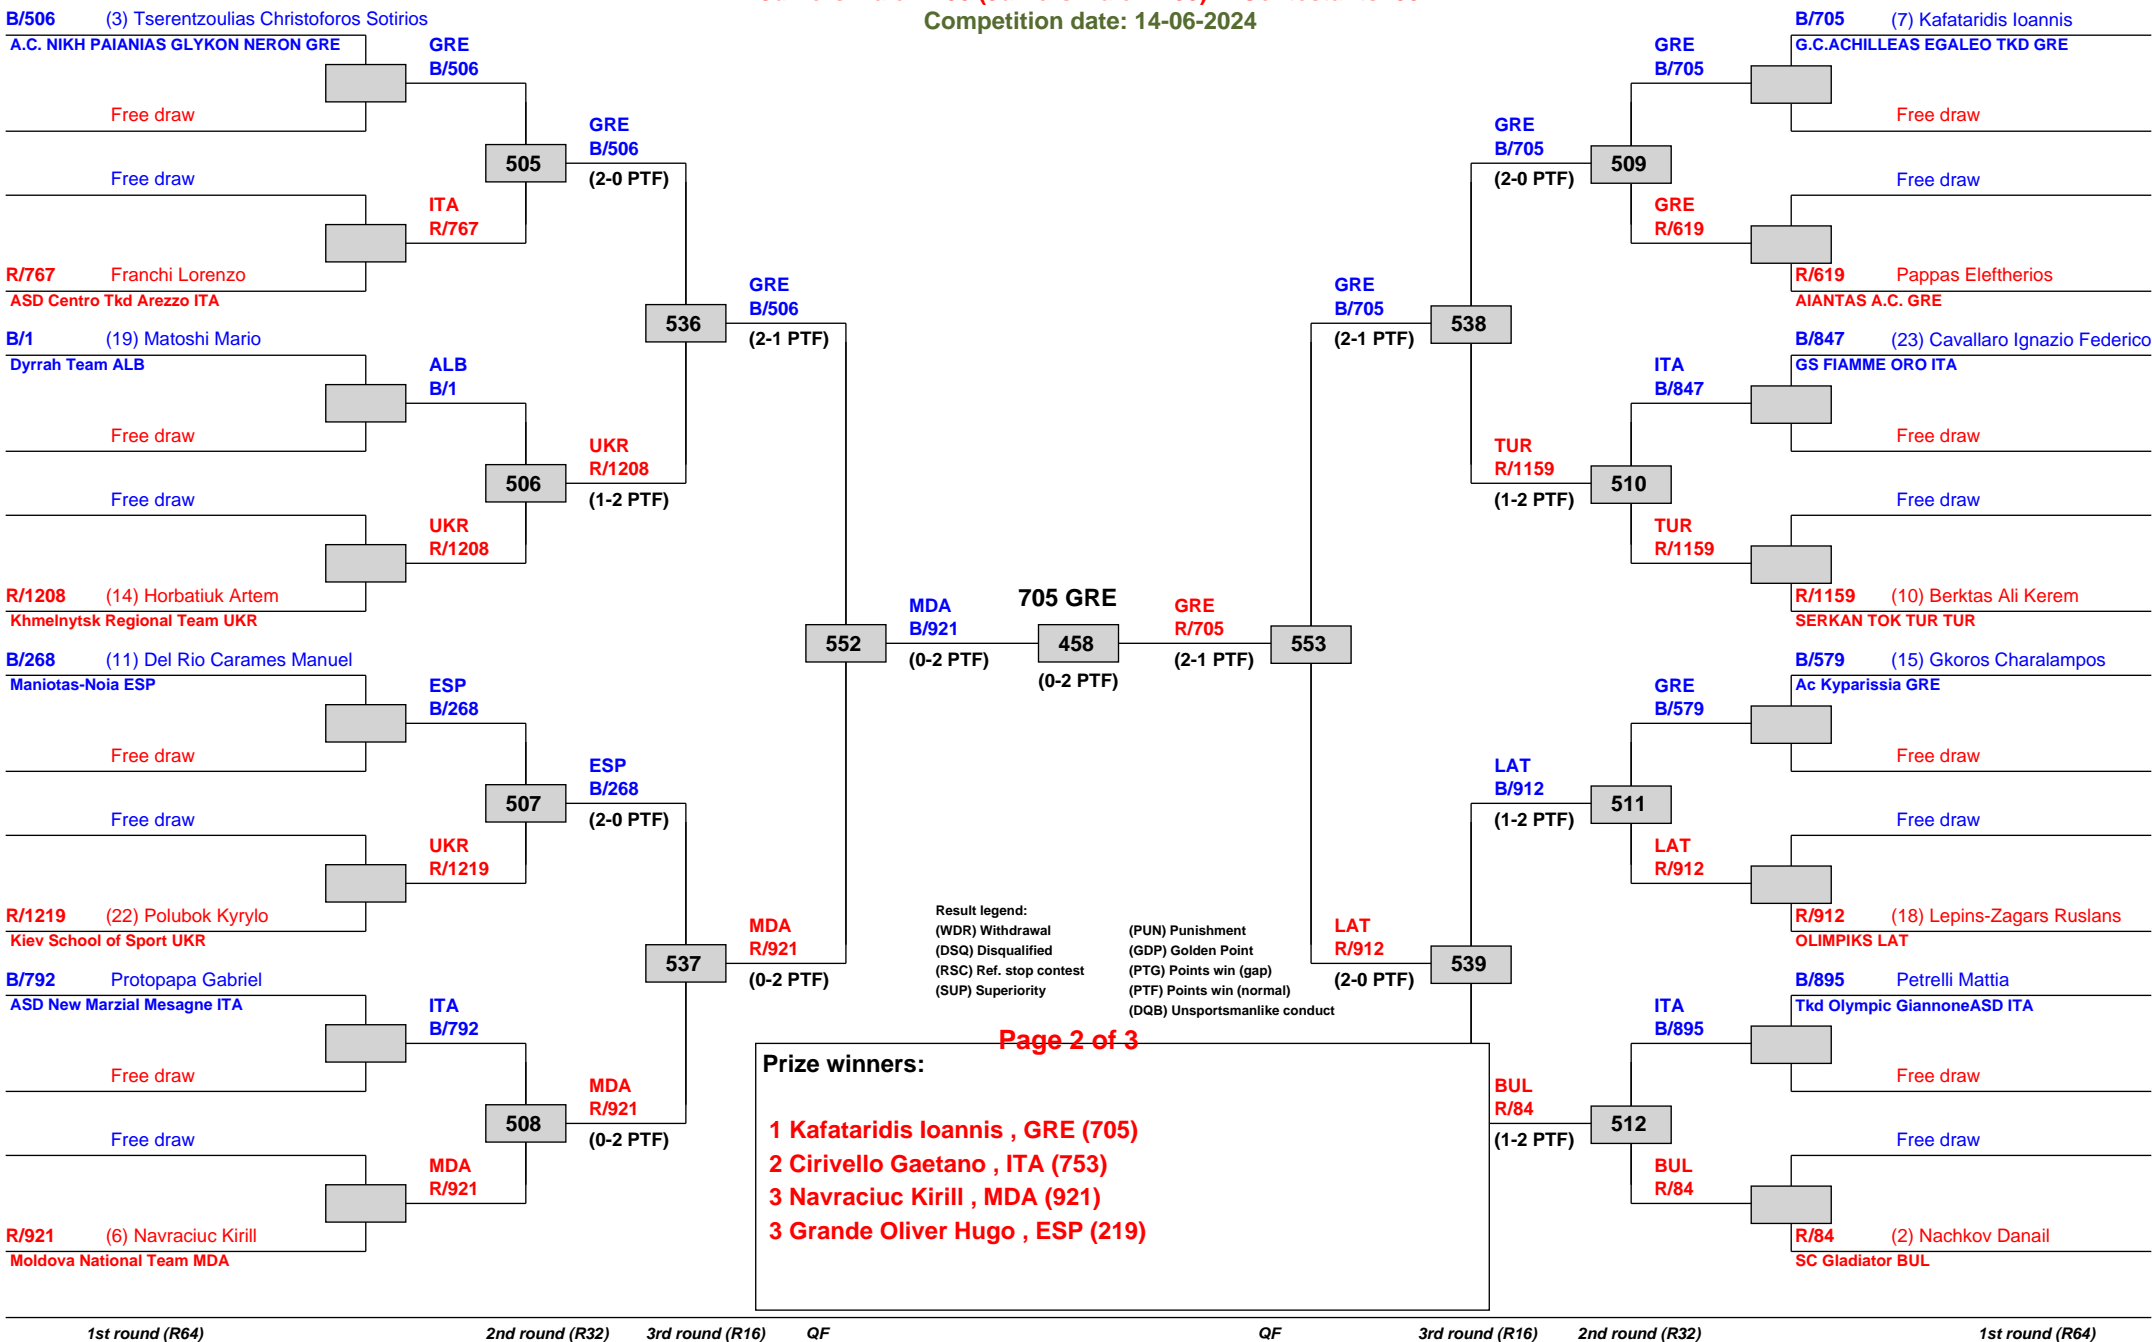 Competition date: 14-06-2024
B/506 (3) Tserentzoulias Christoforos Sotirios
A.C. NIKH PAIANIAS GLYKON NERON GRE
GRE
B/506
Free draw
GRE
B/506
505
(2-0 PTF)
Free draw
ITA
R/767
R/767 Franchi Lorenzo
ASD Centro Tkd Arezzo ITA
GRE
B/506
536
(2-1 PTF)
B/1 (19) Matoshi Mario
Dyrrah Team ALB
ALB
B/1
Free draw
UKR
R/1208
506
(1-2 PTF)
Free draw
UKR
R/1208
R/1208 (14) Horbatiuk Artem
Khmelnytsk Regional Team UKR
MDA
B/921
552
(0-2 PTF)
705 GRE
458
(0-2 PTF)
GRE
R/705
553
(2-1 PTF)
B/268 (11) Del Rio Carames Manuel
Maniotas-Noia ESP
ESP
B/268
Free draw
ESP
B/268
507
(2-0 PTF)
Free draw
UKR
R/1219
R/1219 (22) Polubok Kyrylo
Kiev School of Sport UKR
MDA
R/921
537
(0-2 PTF)
B/792 Protopapa Gabriel
ASD New Marzial Mesagne ITA
ITA
B/792
Free draw
MDA
R/921
508
(0-2 PTF)
Free draw
MDA
R/921
R/921 (6) Navraciuc Kirill
Moldova National Team MDA
B/705 (7) Kafataridis Ioannis
G.C.ACHILLEAS EGALEO TKD GRE
GRE
B/705
Free draw
GRE
B/705
509
(2-0 PTF)
Free draw
GRE
R/619
R/619 Pappas Eleftherios
AIANTAS A.C. GRE
GRE
B/705
538
(2-1 PTF)
B/847 (23) Cavallaro Ignazio Federico
GS FIAMME ORO ITA
ITA
B/847
Free draw
TUR
R/1159
510
(1-2 PTF)
Free draw
TUR
R/1159
R/1159 (10) Berktas Ali Kerem
SERKAN TOK TUR TUR
B/579 (15) Gkoros Charalampos
Ac Kyparissia GRE
GRE
B/579
Free draw
LAT
B/912
511
(1-2 PTF)
Free draw
LAT
R/912
R/912 (18) Lepins-Zagars Ruslans
OLIMPIKS LAT
LAT
R/912
539
(2-0 PTF)
B/895 Petrelli Mattia
Tkd Olympic GiannoneASD ITA
ITA
B/895
Free draw
BUL
R/84
512
(1-2 PTF)
Free draw
BUL
R/84
R/84 (2) Nachkov Danail
SC Gladiator BUL
Result legend:
(WDR) Withdrawal (PUN) Punishment
(DSQ) Disqualified (GDP) Golden Point
(RSC) Ref. stop contest (PTG) Points win (gap)
(SUP) Superiority (PTF) Points win (normal)
(DQB) Unsportsmanlike conduct
Page 2 of 3
Prize winners:
1 Kafataridis Ioannis , GRE (705)
2 Cirivello Gaetano , ITA (753)
3 Navraciuc Kirill , MDA (921)
3 Grande Oliver Hugo , ESP (219)
1st round (R64) 2nd round (R32) 3rd round (R16) QF QF 3rd round (R16) 2nd round (R32) 1st round (R64)